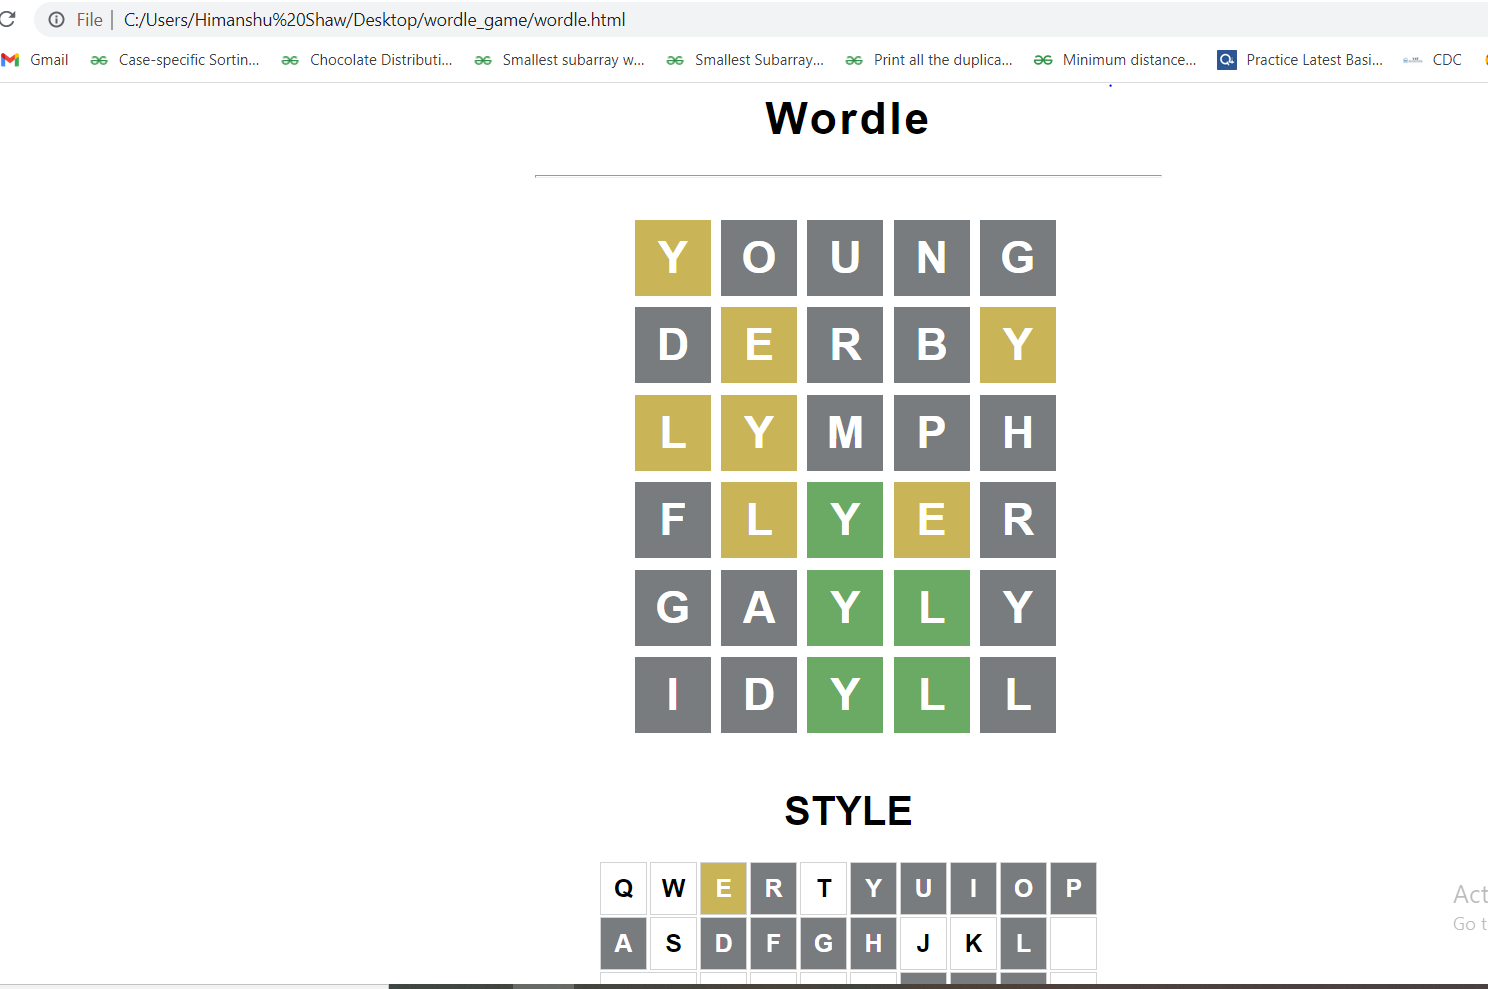 File | C:/Users/Himanshu%20Shaw/Desktop/wordle_game/wordle.html
Gmail Case-specific Sortin... Chocolate Distributi... Smallest subarray w... Smallest Subarray... Print all the duplica... Minimum distance... Practice Latest Basi... CDC
Wordle
Y O U N G
D E R B Y
L Y M P H
F L Y E R
G A Y L Y
I D Y L L
STYLE
Q W E R T Y U I O P
A S D F G H J K L
Act
Go t